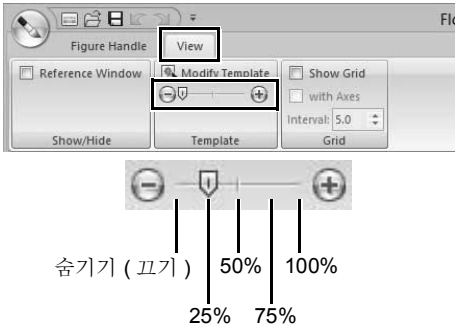 Flo
Figure Handle View
Reference Window Modify Template Show Grid
with Axes
Interval: 5.0
Show/Hide Template Grid
숨기기 ( 끄기 ) 50% 100%
25% 75%